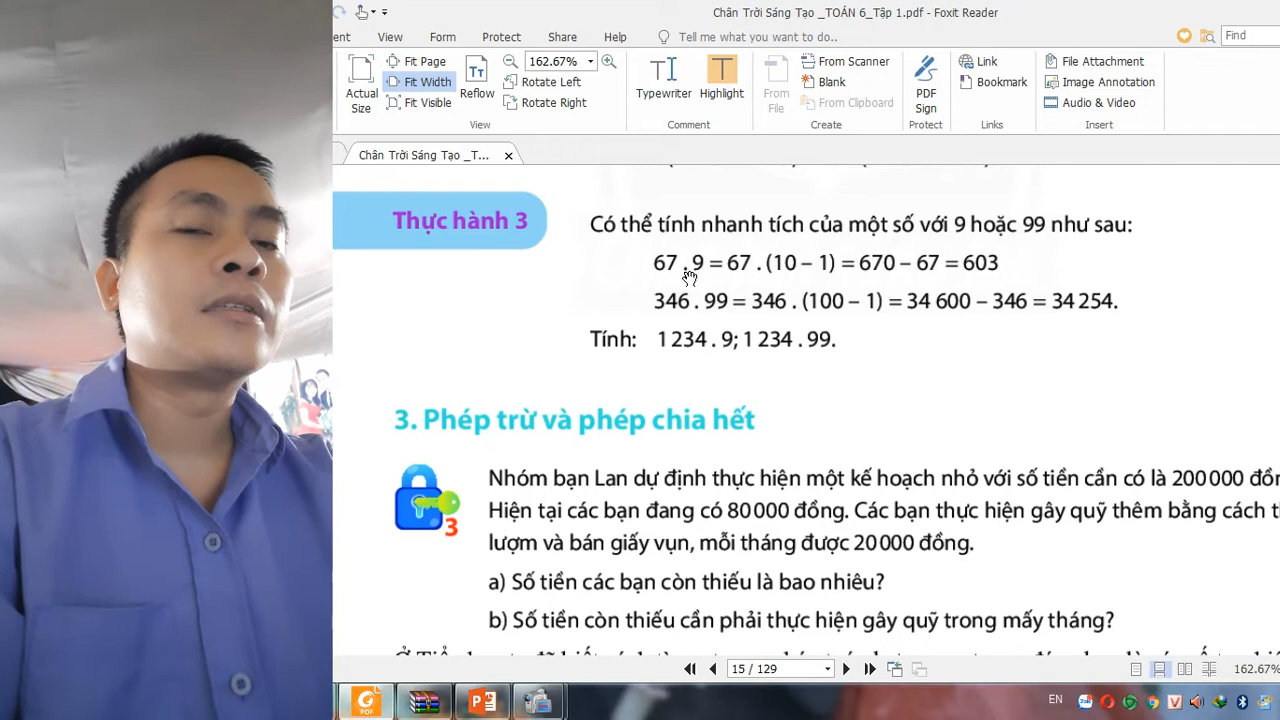 Chân Trời Sáng Tạo _TOÁN 6_Tập 1.pdf - Foxit Reader
ent View Form Protect Share Help Tell me what you want to do.. Find
Actual Size
Fit Page
Fit Width
Fit Visible
Reflow
162.67%
Rotate Left
Rotate Right
View
Typewriter
Highlight
Comment
From File
From Scanner
Blank
From Clipboard
Create
PDF Sign
Protect
Link
Bookmark
Links
File Attachment
Image Annotation
Audio & Video
Insert
Chân Trời Sáng Tạo _T...
Thực hành 3
Có thể tính nhanh tích của một số với 9 hoặc 99 như sau:
67 . 9 = 67 . (10 – 1) = 670 – 67 = 603
346 . 99 = 346 . (100 – 1) = 34 600 – 346 = 34 254.
Tính: 1 234 . 9; 1 234 . 99.
3. Phép trừ và phép chia hết
3
Nhóm bạn Lan dự định thực hiện một kế hoạch nhỏ với số tiền cần có là 200 000 đồn
Hiện tại các bạn đang có 80 000 đồng. Các bạn thực hiện gây quỹ thêm bằng cách t
lượm và bán giấy vụn, mỗi tháng được 20 000 đồng.
a) Số tiền các bạn còn thiếu là bao nhiêu?
b) Số tiền còn thiếu cần phải thực hiện gây quỹ trong mấy tháng?
15 / 129
162.67%
PDF
EN
Zalo